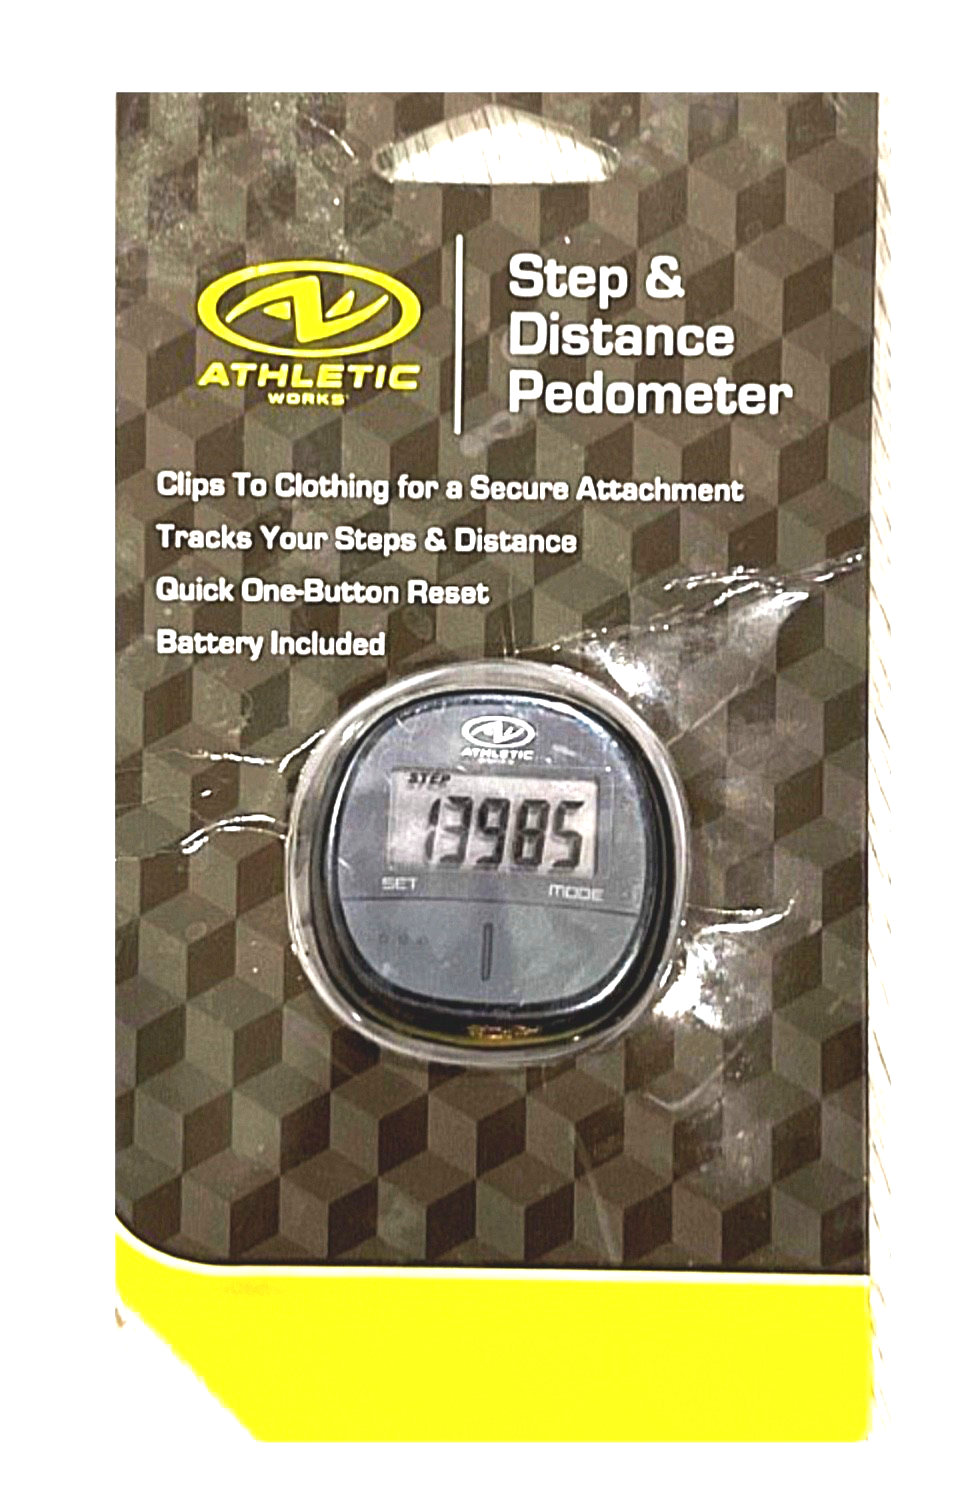 ATHLETIC
WORKS
Step &
Distance
Pedometer
Clips To Clothing for a Secure Attachment
Tracks Your Steps & Distance
Quick One-Button Reset
Battery Included
ATHLETIC
WORKS
STEP
13985
SET MODE